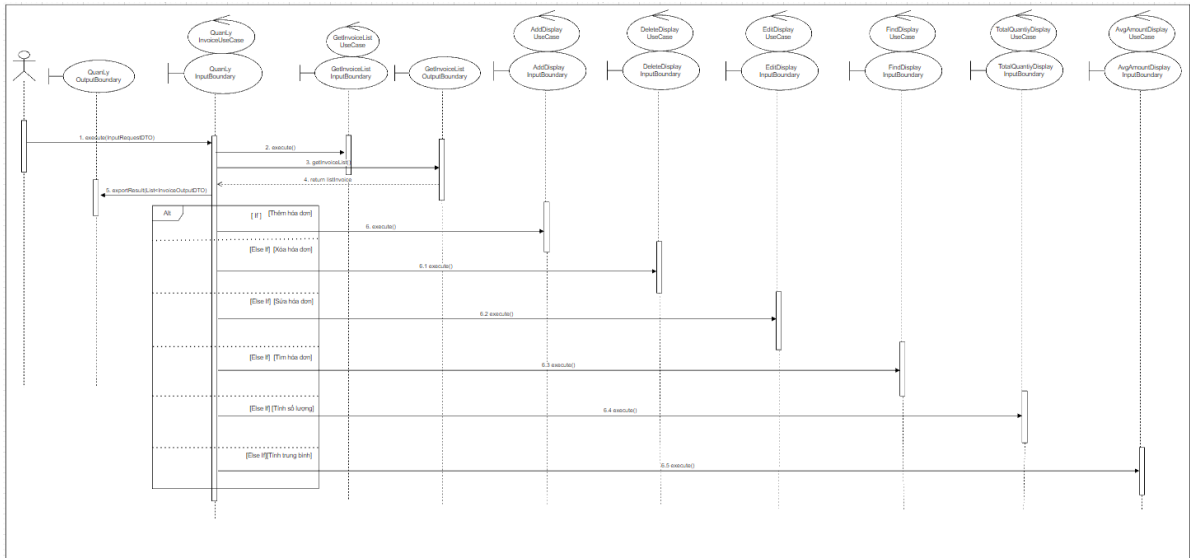 QuanLy
InvoiceUseCase
GetInvoiceList
UseCase
AddDisplay
UseCase
DeleteDisplay
UseCase
EditDisplay
UseCase
FindDisplay
UseCase
TotalQuantiyDisplay
UseCase
AvgAmountDisplay
UseCase
QuanLy
OutputBoundary
QuanLy
InputBoundary
GetInvoiceList
InputBoundary
GetInvoiceList
OutputBoundary
AddDisplay
InputBoundary
DeleteDisplay
InputBoundary
EditDisplay
InputBoundary
FindDisplay
InputBoundary
TotalQuantiyDisplay
InputBoundary
AvgAmountDisplay
InputBoundary
1. execute(InputRequestDTO)
2. execute()
3. getInvoiceList()
4. return listInvoice
5. exportResult(List<InvoiceOutputDTO)
Alt
[ If ] [Thêm hóa đơn]
6. execute()
[Else If] [Xóa hóa đơn]
6.1 execute()
[Else If] [Sửa hóa đơn]
6.2 execute()
[Else If] [Tìm hóa đơn]
6.3 execute()
[Else If] [Tính số lượng]
6.4 execute()
[Else If][Tính trung bình]
6.5 execute()